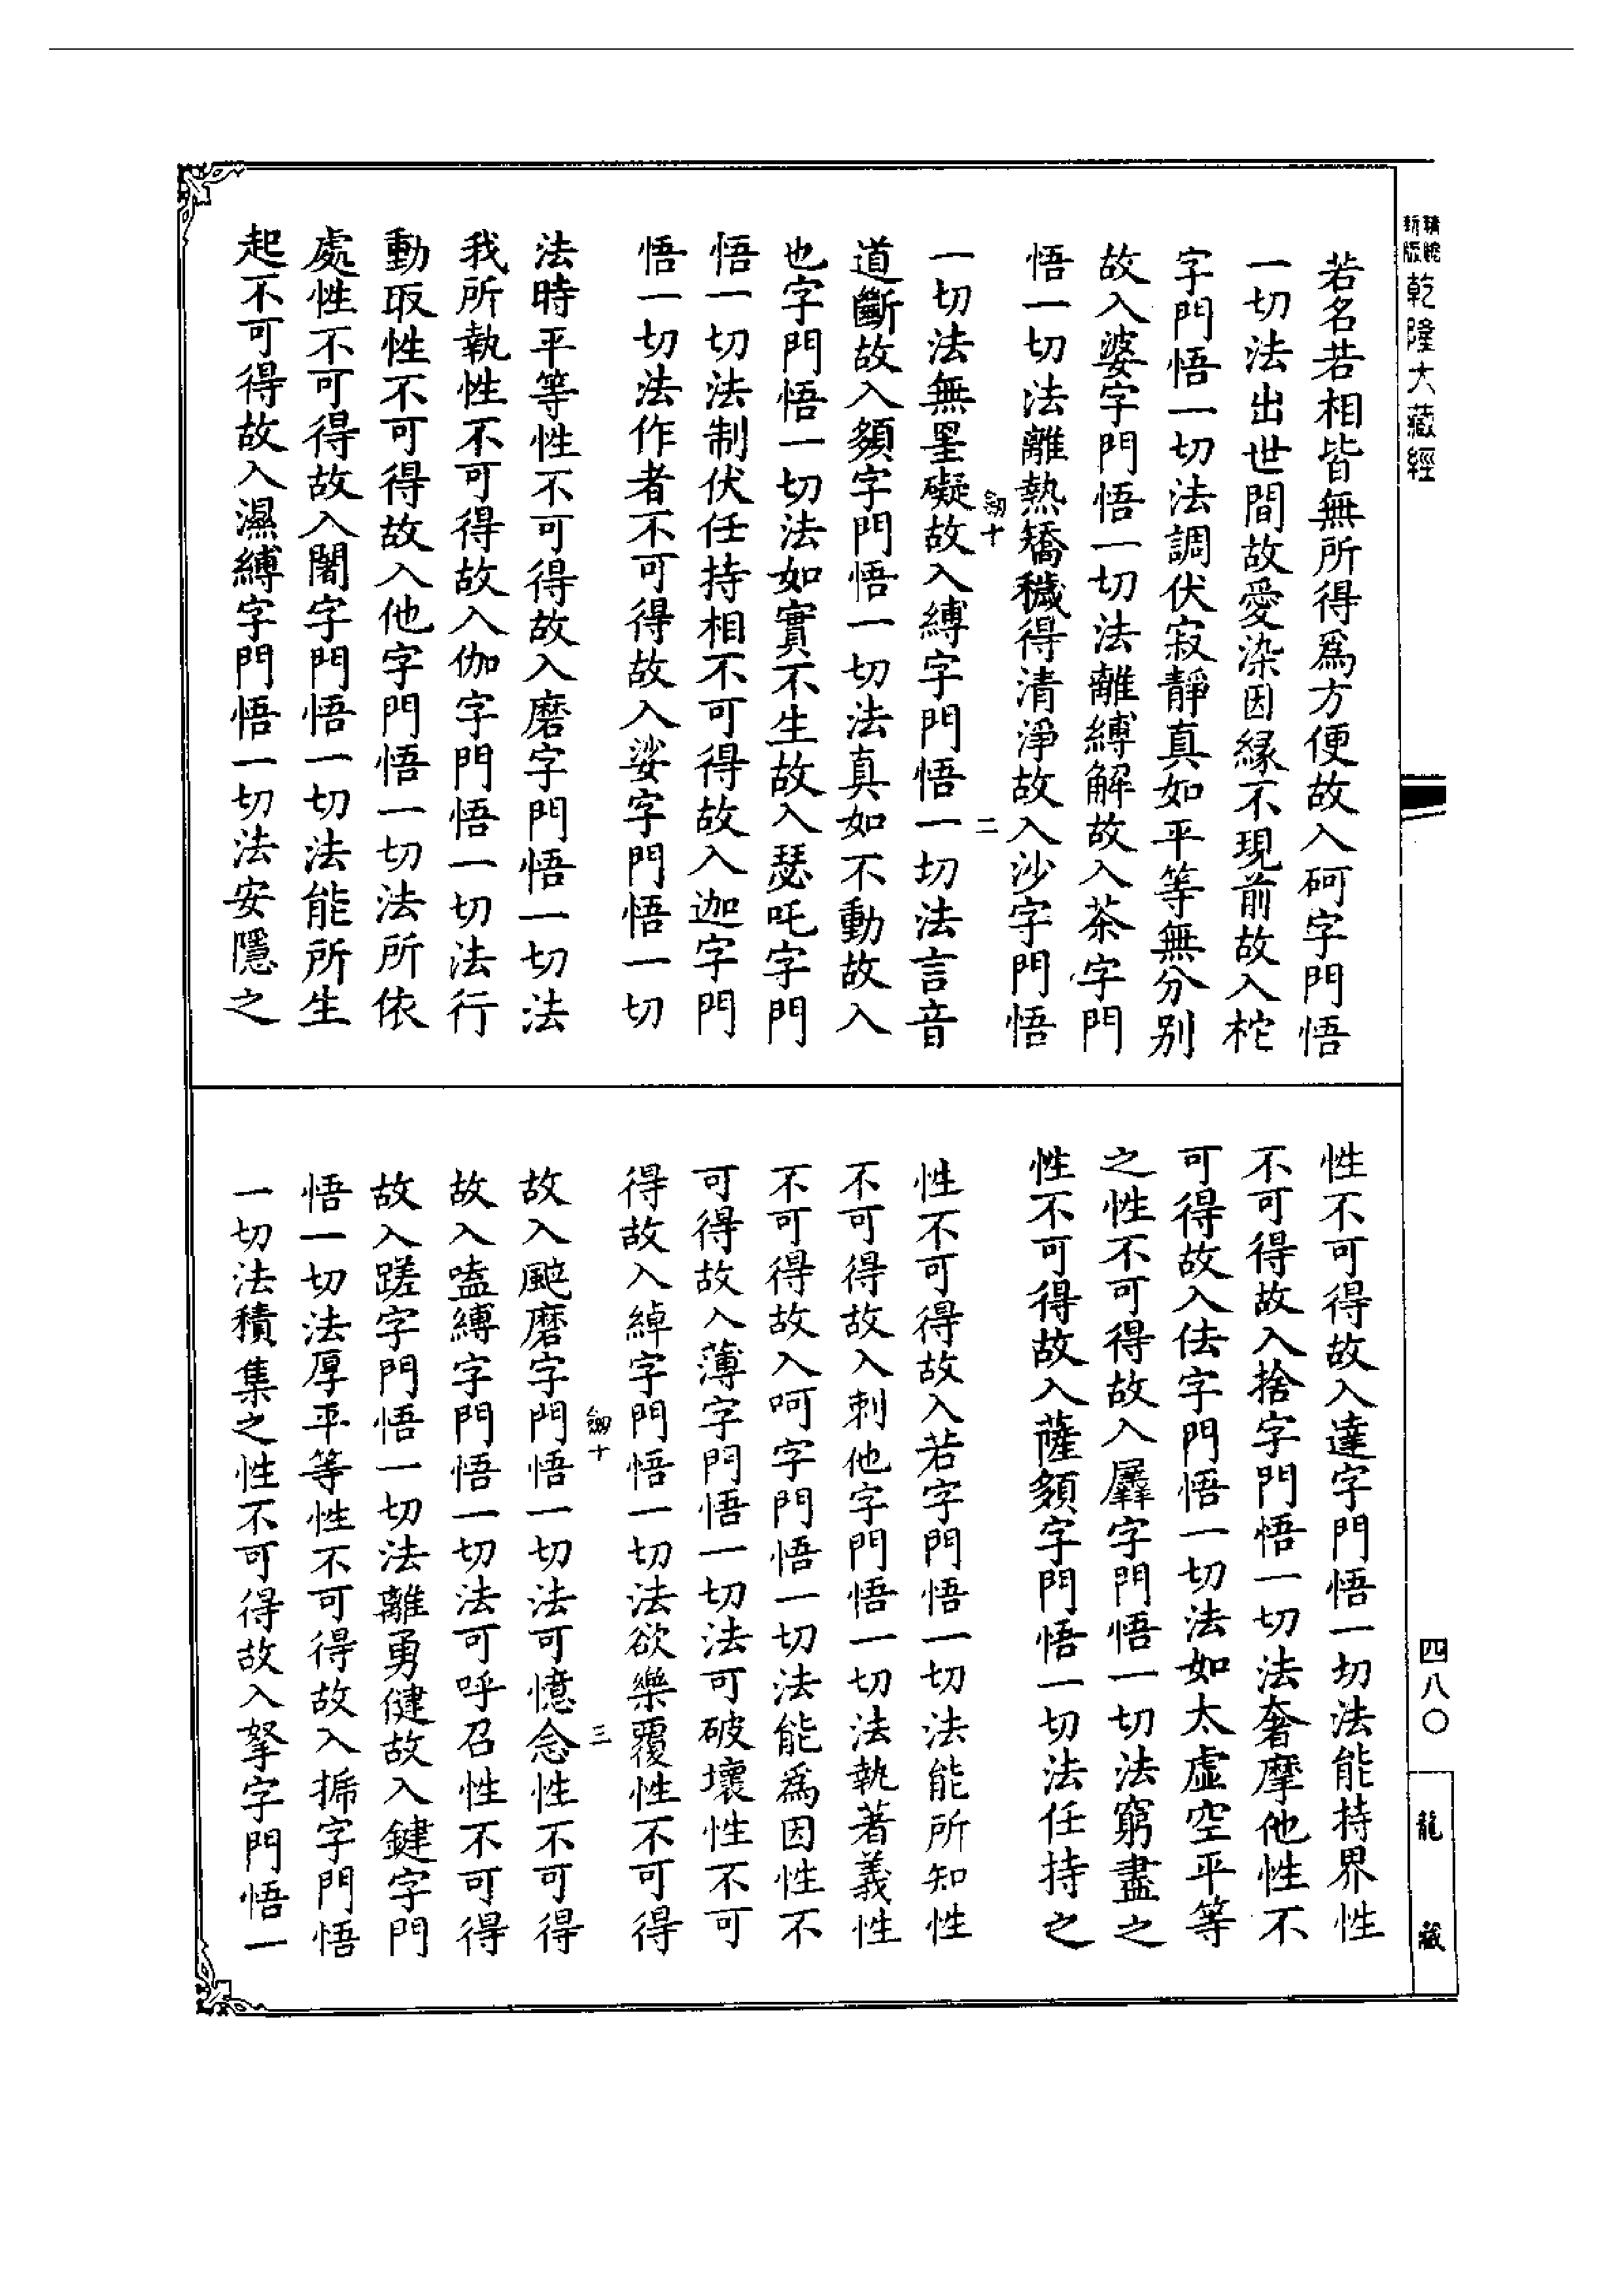 乾隆大藏經
若名若相皆無所得爲方便故入砢字門悟
一切法出世間故愛染因緣不現前故入柁
字門悟一切法調伏寂靜真如平等無分别
故入婆字門悟一切法離縛解故入茶字門
悟一切法離熱矯穢得清淨故入沙字門悟
劒十
二
一切法無罣礙故入縛字門悟一切法言音
道斷故入頞字門悟一切法真如不動故入
也字門悟一切法如實不生故入瑟吒字門
悟一切法制伏任持相不可得故入迦字門
悟一切法作者不可得故入娑字門悟一切
法時平等性不可得故入磨字門悟一切法
我所執性不可得故入伽字門悟一切法行
動取性不可得故入他字門悟一切法所依
處性不可得故入闍字門悟一切法能所生
起不可得故入濕縛字門悟一切法安隱之
四八〇
龍藏
性不可得故入達字門悟一切法能持界性
不可得故入捨字門悟一切法奢摩他性不
可得故入佉字門悟一切法如太虛空平等
之性不可得故入羼字門悟一切法窮盡之
性不可得故入薩頞字門悟一切法任持之
性不可得故入若字門悟一切法能所知性
不可得故入剌他字門悟一切法執著義性
不可得故入呵字門悟一切法能爲因性不
可得故入薄字門悟一切法可破壞性不可
得故入綽字門悟一切法欲樂覆性不可得
劒十
三
故入颭磨字門悟一切法可憶念性不可得
故入嗑縛字門悟一切法可呼召性不可得
故入蹉字門悟一切法離勇健故入鍵字門
悟一切法厚平等性不可得故入搋字門悟
一切法積集之性不可得故入拏字門悟一